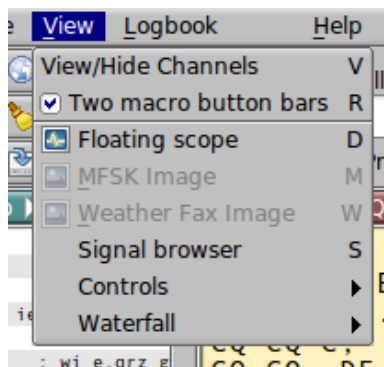 View Logbook Help
View/Hide Channels V
Two macro button bars R
Floating scope D
MFSK Image M
Weather Fax Image W
Signal browser S
Controls
Waterfall